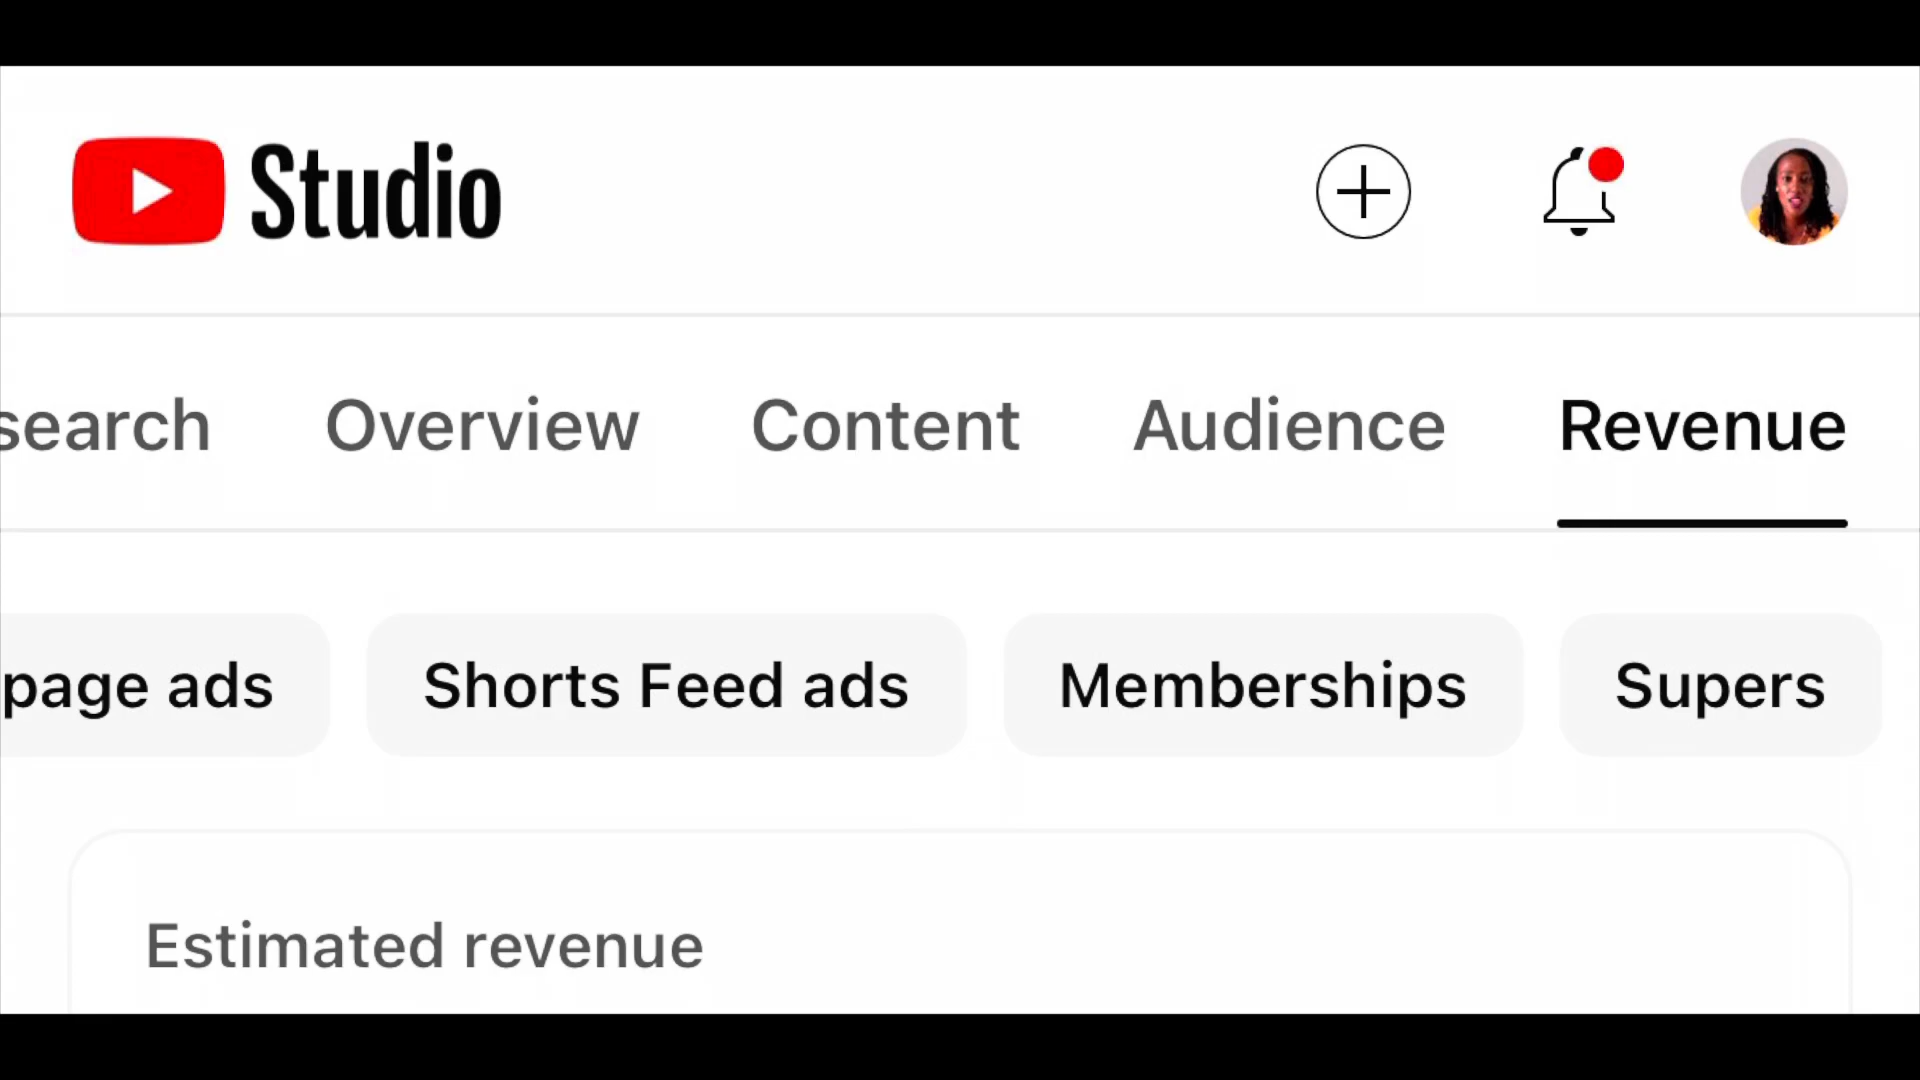 Studio
search Overview Content Audience Revenue
page ads Shorts Feed ads Memberships Supers
Estimated revenue